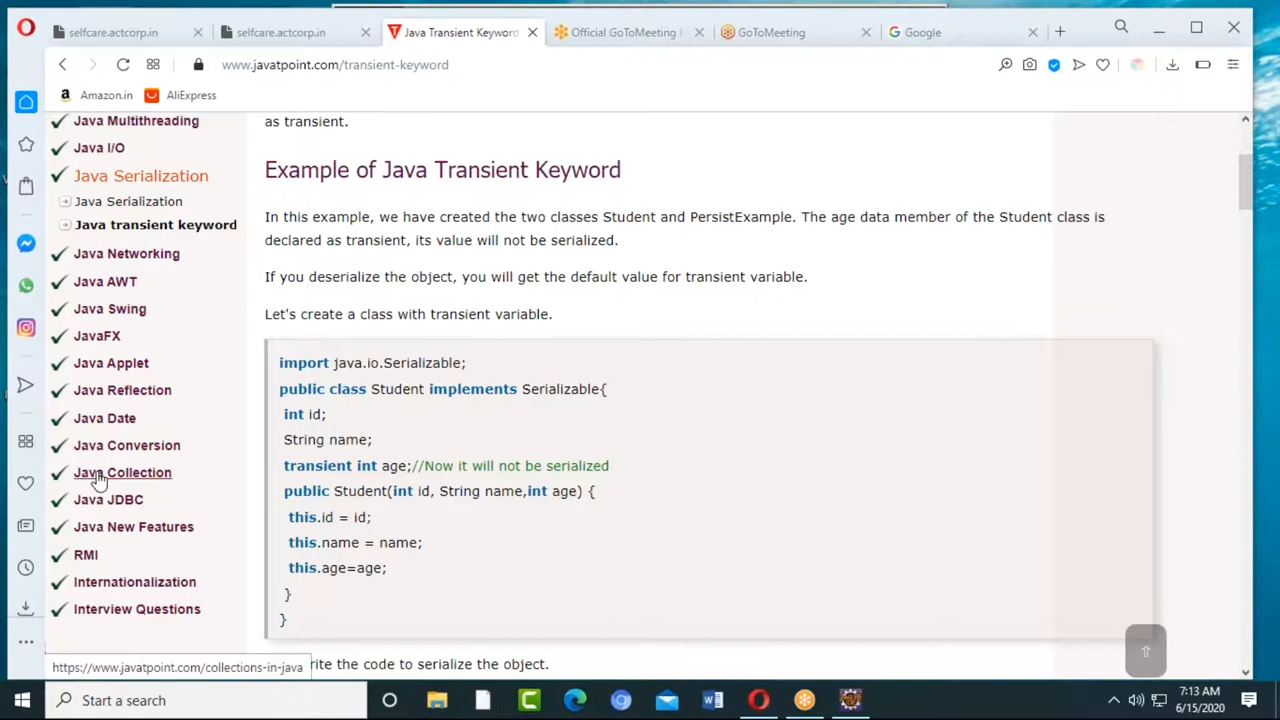 selfcare.actcorp.in
selfcare.actcorp.in
Java Transient Keyword
Official GoToMeeting
GoToMeeting
Google
www.javatpoint.com/transient-keyword
Amazon.in
AliExpress
Java Multithreading
Java I/O
Java Serialization
Java Serialization
Java transient keyword
Java Networking
Java AWT
Java Swing
JavaFX
Java Applet
Java Reflection
Java Date
Java Conversion
Java Collection
Java JDBC
Java New Features
RMI
Internationalization
Interview Questions
https://www.javatpoint.com/collections-in-java
as transient.
Example of Java Transient Keyword
In this example, we have created the two classes Student and PersistExample. The age data member of the Student class is
declared as transient, its value will not be serialized.
If you deserialize the object, you will get the default value for transient variable.
Let's create a class with transient variable.
import java.io.Serializable;
public class Student implements Serializable{
int id;
String name;
transient int age;//Now it will not be serialized
public Student(int id, String name,int age) {
this.id = id;
this.name = name;
this.age=age;
}
}
rite the code to serialize the object.
Start a search
7:13 AM
6/15/2020